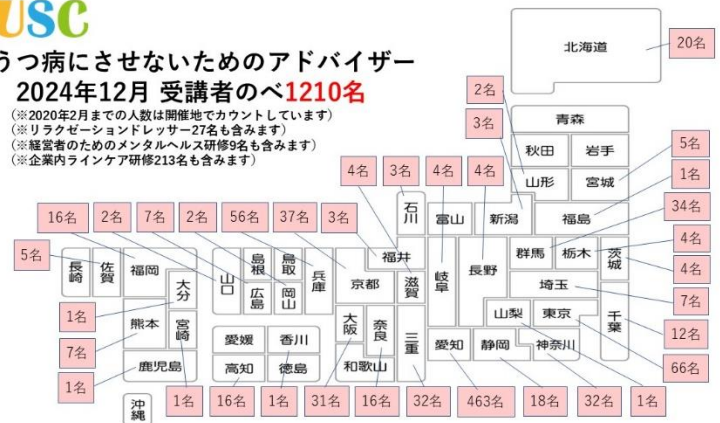 USC
うつ病にさせないためのアドバイザー
2024年12月 受講者のべ1210名
(※2020年2月までの人数は開催地でカウントしています)
(※リラクゼーションドレッサー27名も含みます)
(※経営者のためのメンタルヘルス研修9名も含みます)
(※企業内ラインケア研修213名も含みます)
北海道 20名
2名
青森
3名
秋田 岩手 5名
4名 3名 4名 4名 山形 宮城 1名
16名 2名 7名 2名 56名 37名 3名 石川 富山 新潟 福島 34名
5名 長崎 佐賀 福岡 山口 島根 鳥取 兵庫 福井 群馬 栃木 茨城 4名
大分 広島 岡山 京都 滋賀 岐阜 長野 埼玉 4名
1名 7名
熊本 宮崎 愛媛 香川 大阪 奈良 三重 山梨 東京 千葉 12名
7名 愛知 静岡 神奈川
1名 鹿児島 高知 徳島 和歌山 66名
沖縄 1名 16名 1名 31名 16名 32名 463名 18名 32名 1名